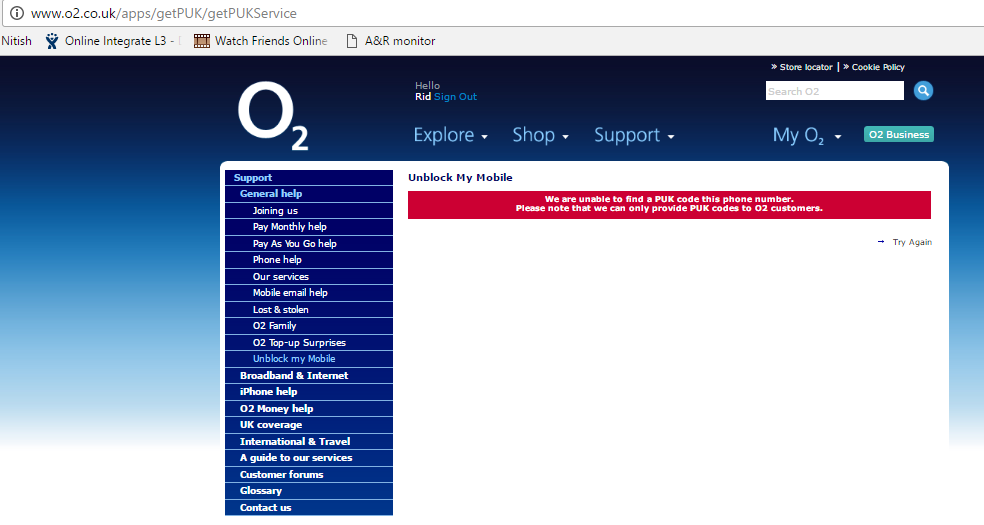 www.o2.co.uk/apps/getPUK/getPUKService
Nitish Online Integrate L3 - Watch Friends Online A&R monitor
» Store locator | » Cookie Policy
O2
Hello
Rid Sign Out
Search O2
Explore Shop Support My O2 O2 Business
Support
General help
Joining us
Pay Monthly help
Pay As You Go help
Phone help
Our services
Mobile email help
Lost & stolen
O2 Family
O2 Top-up Surprises
Unblock my Mobile
Broadband & Internet
iPhone help
O2 Money help
UK coverage
International & Travel
A guide to our services
Customer forums
Glossary
Contact us
Unblock My Mobile
We are unable to find a PUK code this phone number.
Please note that we can only provide PUK codes to O2 customers.
→ Try Again